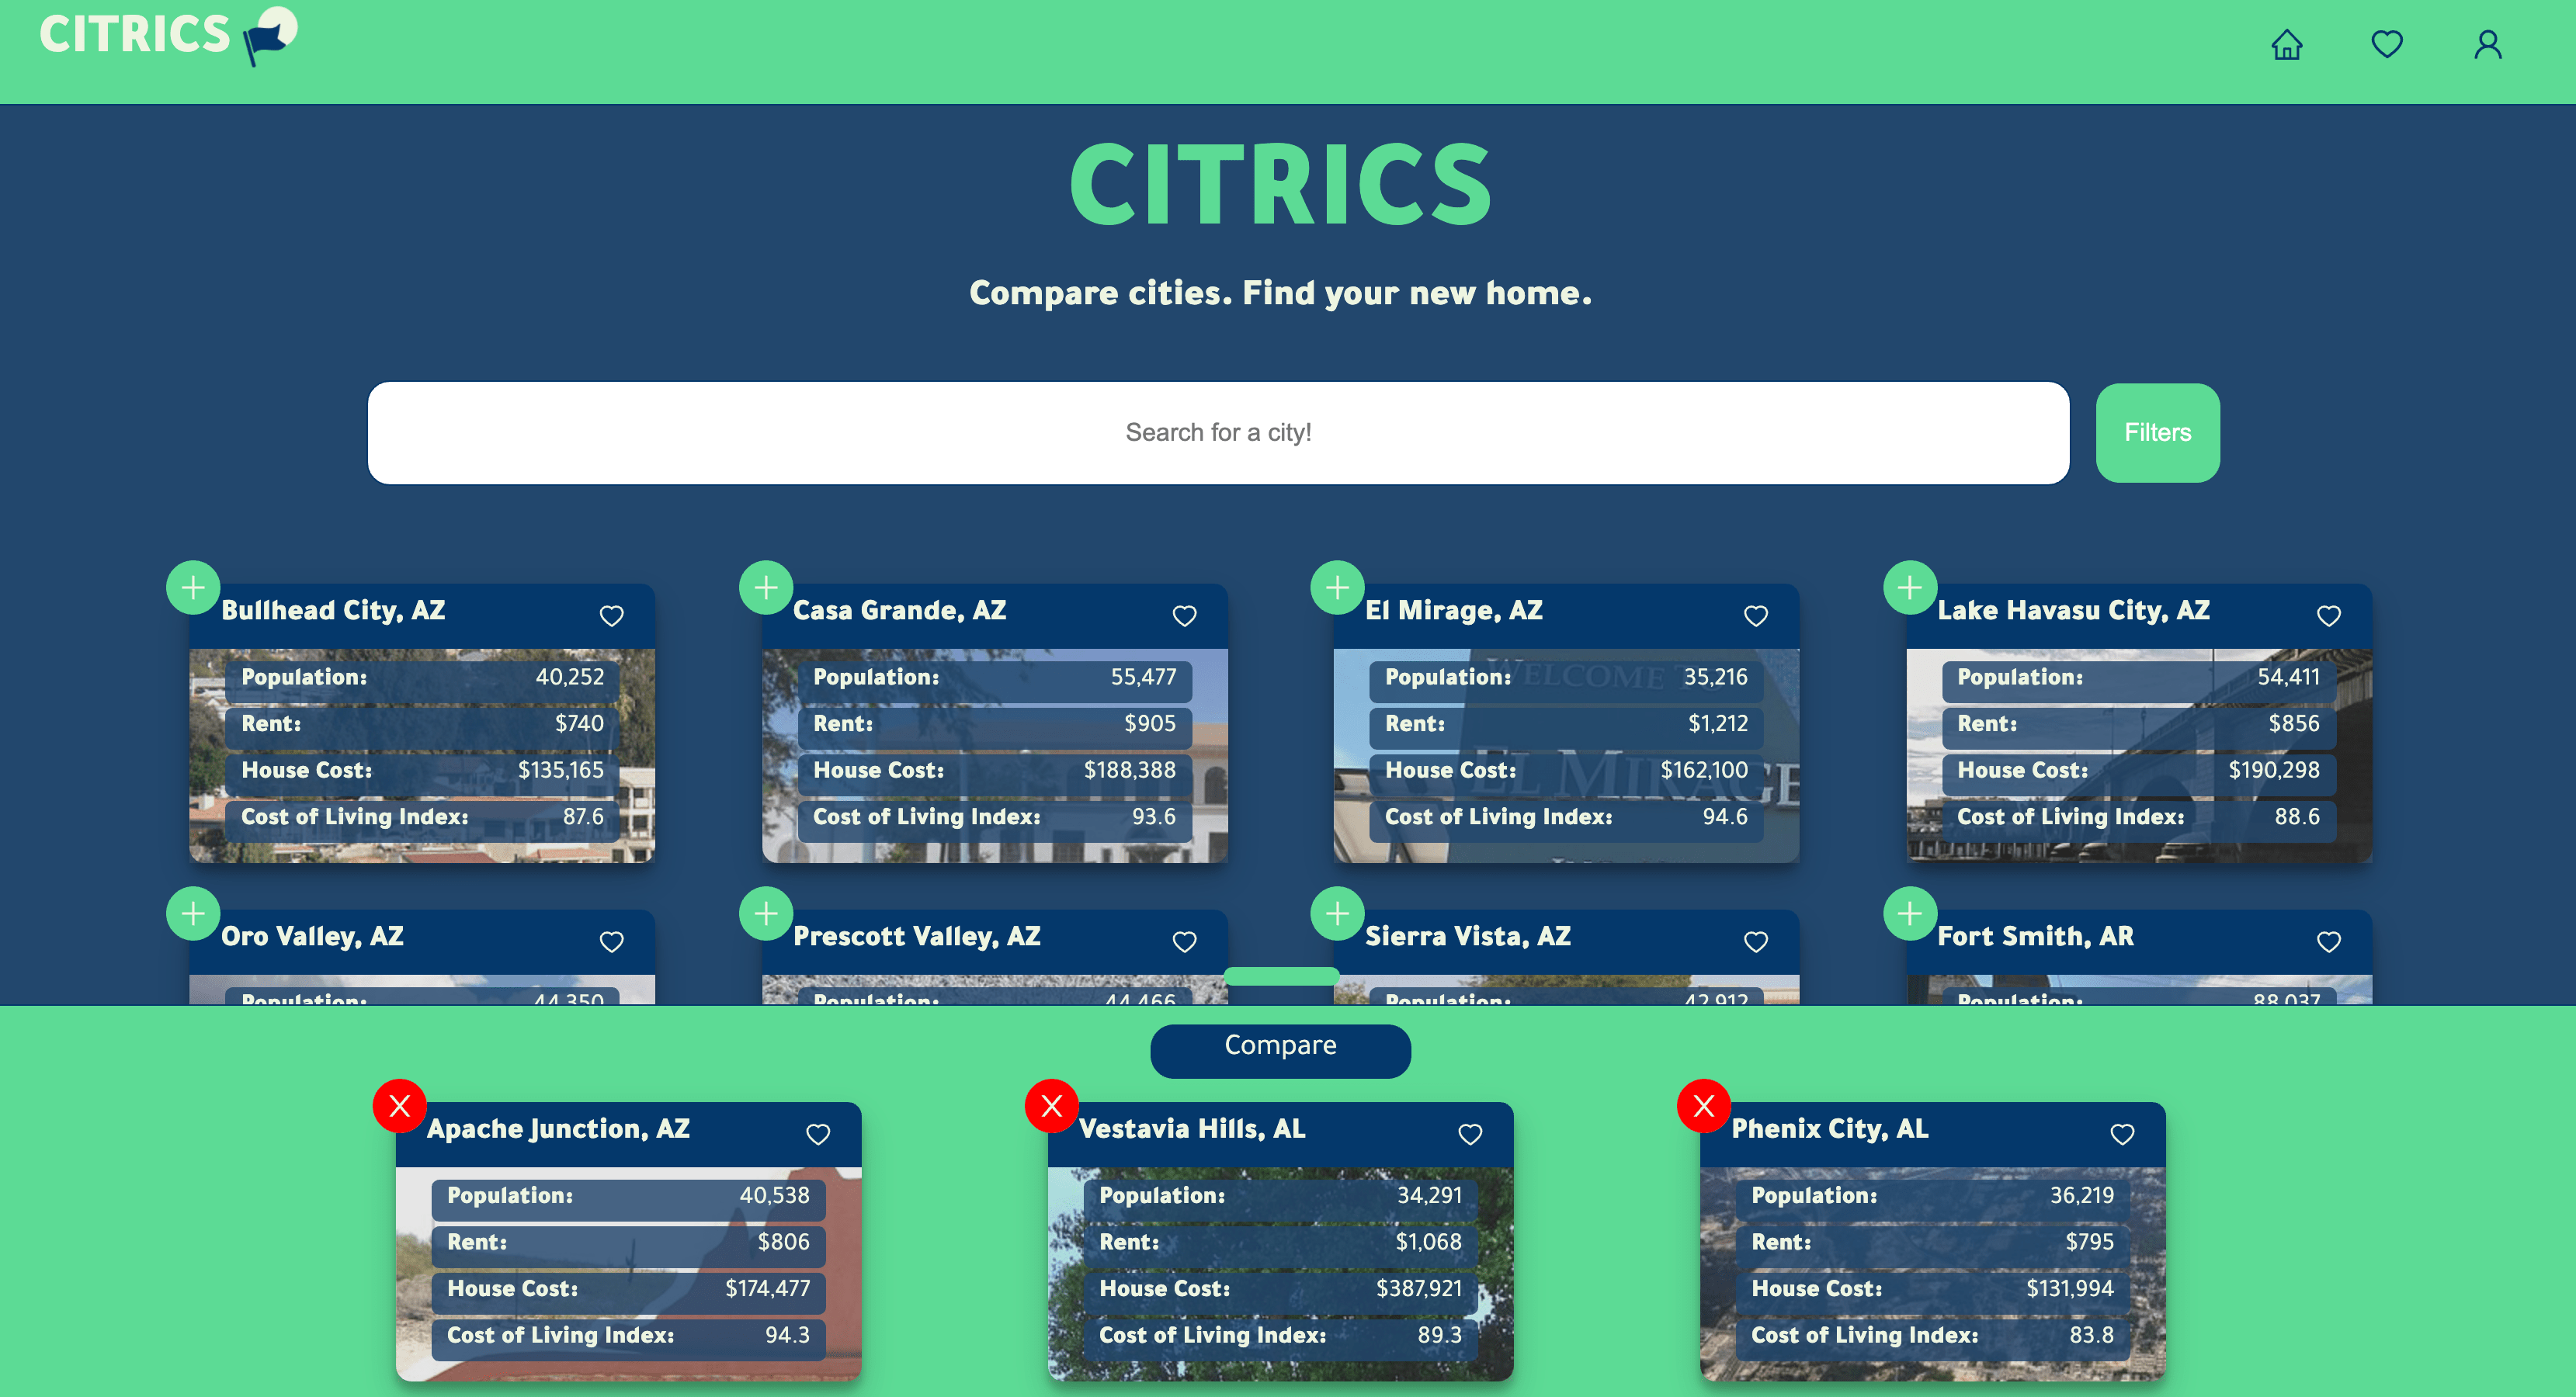 CITRICS
CITRICS
Compare cities. Find your new home.
Search for a city!
Filters
+ Bullhead City, AZ
Population: 40,252
Rent: $740
House Cost: $135,165
Cost of Living Index: 87.6
+ Casa Grande, AZ
Population: 55,477
Rent: $905
House Cost: $188,388
Cost of Living Index: 93.6
+ El Mirage, AZ
WELCOME TO
EL MIRAGE
Population: 35,216
Rent: $1,212
House Cost: $162,100
Cost of Living Index: 94.6
+ Lake Havasu City, AZ
Population: 54,411
Rent: $856
House Cost: $190,298
Cost of Living Index: 88.6
+ Oro Valley, AZ
Population: 44,350
+ Prescott Valley, AZ
Population: 44,466
+ Sierra Vista, AZ
Population: 42,912
+ Fort Smith, AR
Population: 88,037
Compare
X Apache Junction, AZ
Population: 40,538
Rent: $806
House Cost: $174,477
Cost of Living Index: 94.3
X Vestavia Hills, AL
Population: 34,291
Rent: $1,068
House Cost: $387,921
Cost of Living Index: 89.3
X Phenix City, AL
Population: 36,219
Rent: $795
House Cost: $131,994
Cost of Living Index: 83.8